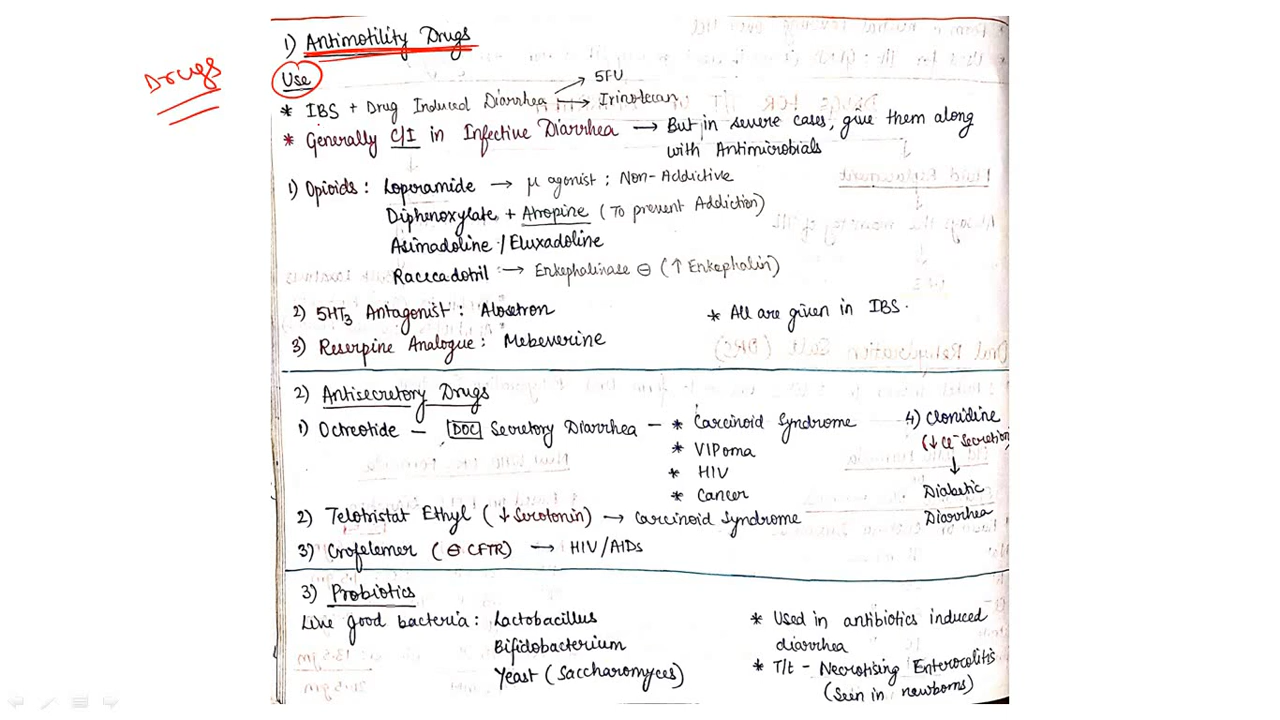 Drugs
1) Antimotility Drugs
Use
* IBS + Drug Induced Diarrhea → 5FU
→ Irinotecan
* Generally C/I in Infective Diarrhea → But in severe cases, give them along
with Antimicrobials
1) Opioids : Loperamide → μ agonist ; Non-Addictive
Diphenoxylate + Atropine (To prevent Addiction)
Asimadoline / Eluxadoline
Racecadotril → Enkephalinase ⊖ (↑ Enkephalin)
2) 5HT3 Antagonist : Alosetron
* All are given in IBS.
3) Reserpine Analogue : Mebeverine
2) Antisecretory Drugs
1) Octreotide — DOC Secretory Diarrhea — * Carcinoid Syndrome
* VIPoma
* HIV
* Cancer
4) Clonidine
(↓ Cl⁻ Secretion)
↓
Diabetic
Diarrhea
2) Telotristat Ethyl (↓ Serotonin) → Carcinoid Syndrome
3) Crofelemer (⊖ CFTR) → HIV/AIDs
3) Probiotics
Live good bacteria : Lactobacillus
Bifidobacterium
Yeast (Saccharomyces)
* Used in antibiotics induced
diarrhea
* T/t - Necrotising Enterocolitis
(Seen in newborns)